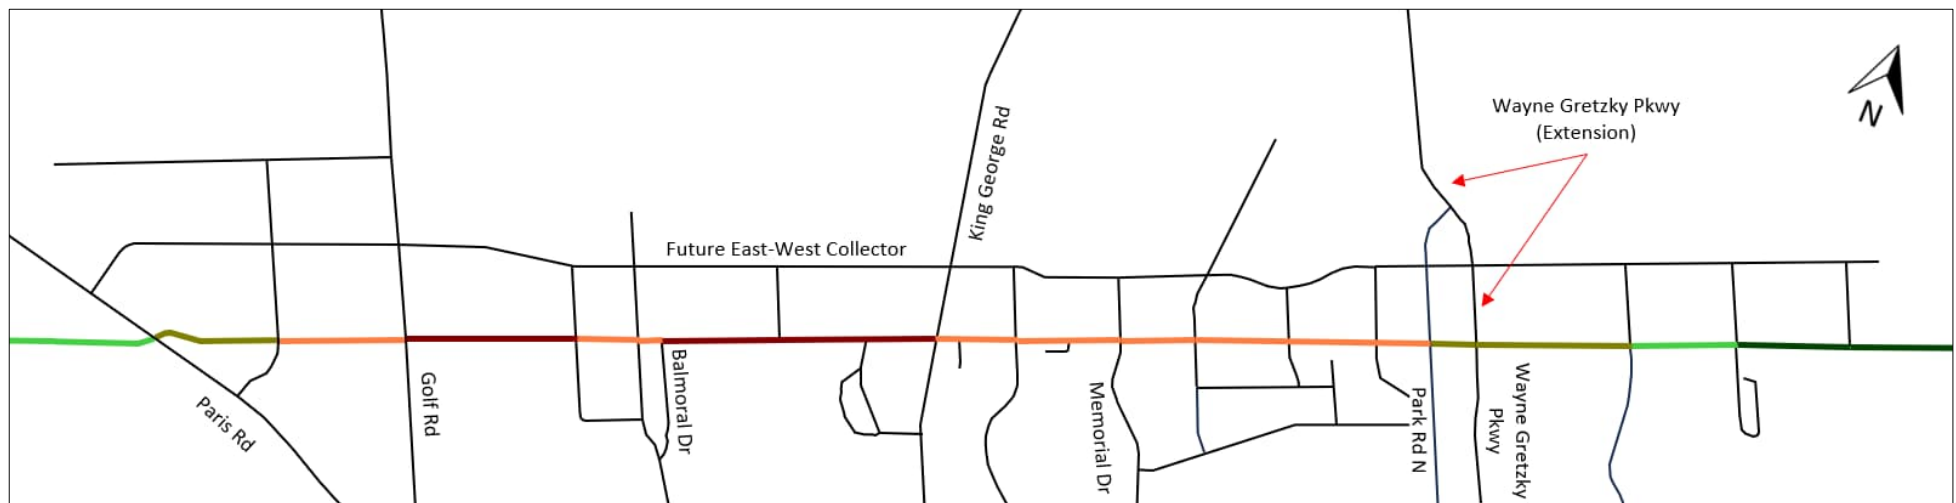 Wayne Gretzky Pkwy
(Extension)
N
King George Rd
Future East-West Collector
Paris Rd
Golf Rd
Balmoral Dr
Memorial Dr
Park Rd N
Wayne Gretzky
Pkwy